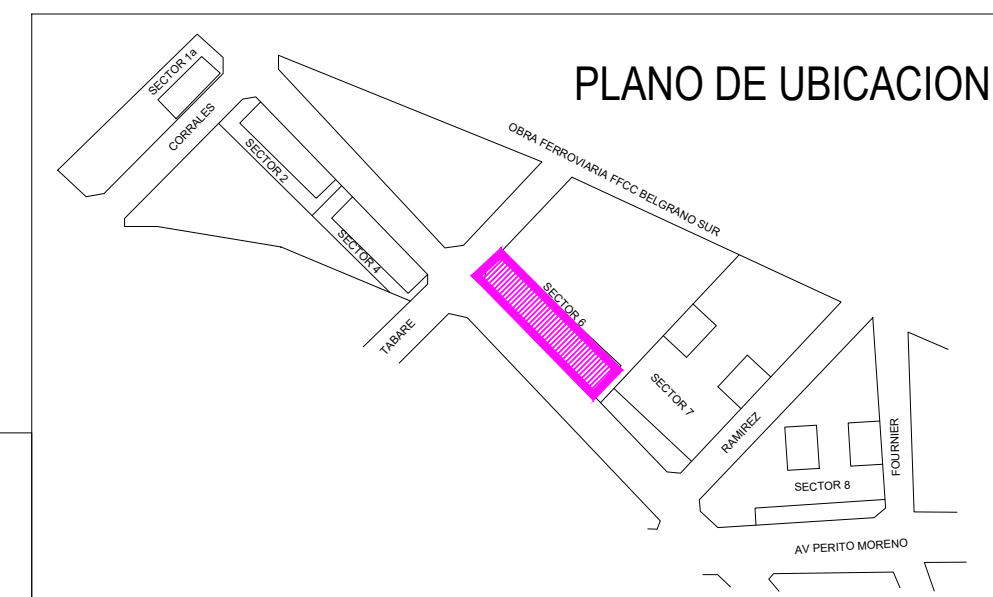 PLANO DE UBICACION
SECTOR 1a
CORRALES
SECTOR 2
SECTOR 4
TABARE
OBRA FERROVIARIA FFCC BELGRANO SUR
SECTOR 6
SECTOR 7
RAMIREZ
FOURNIER
SECTOR 8
AV PERITO MORENO